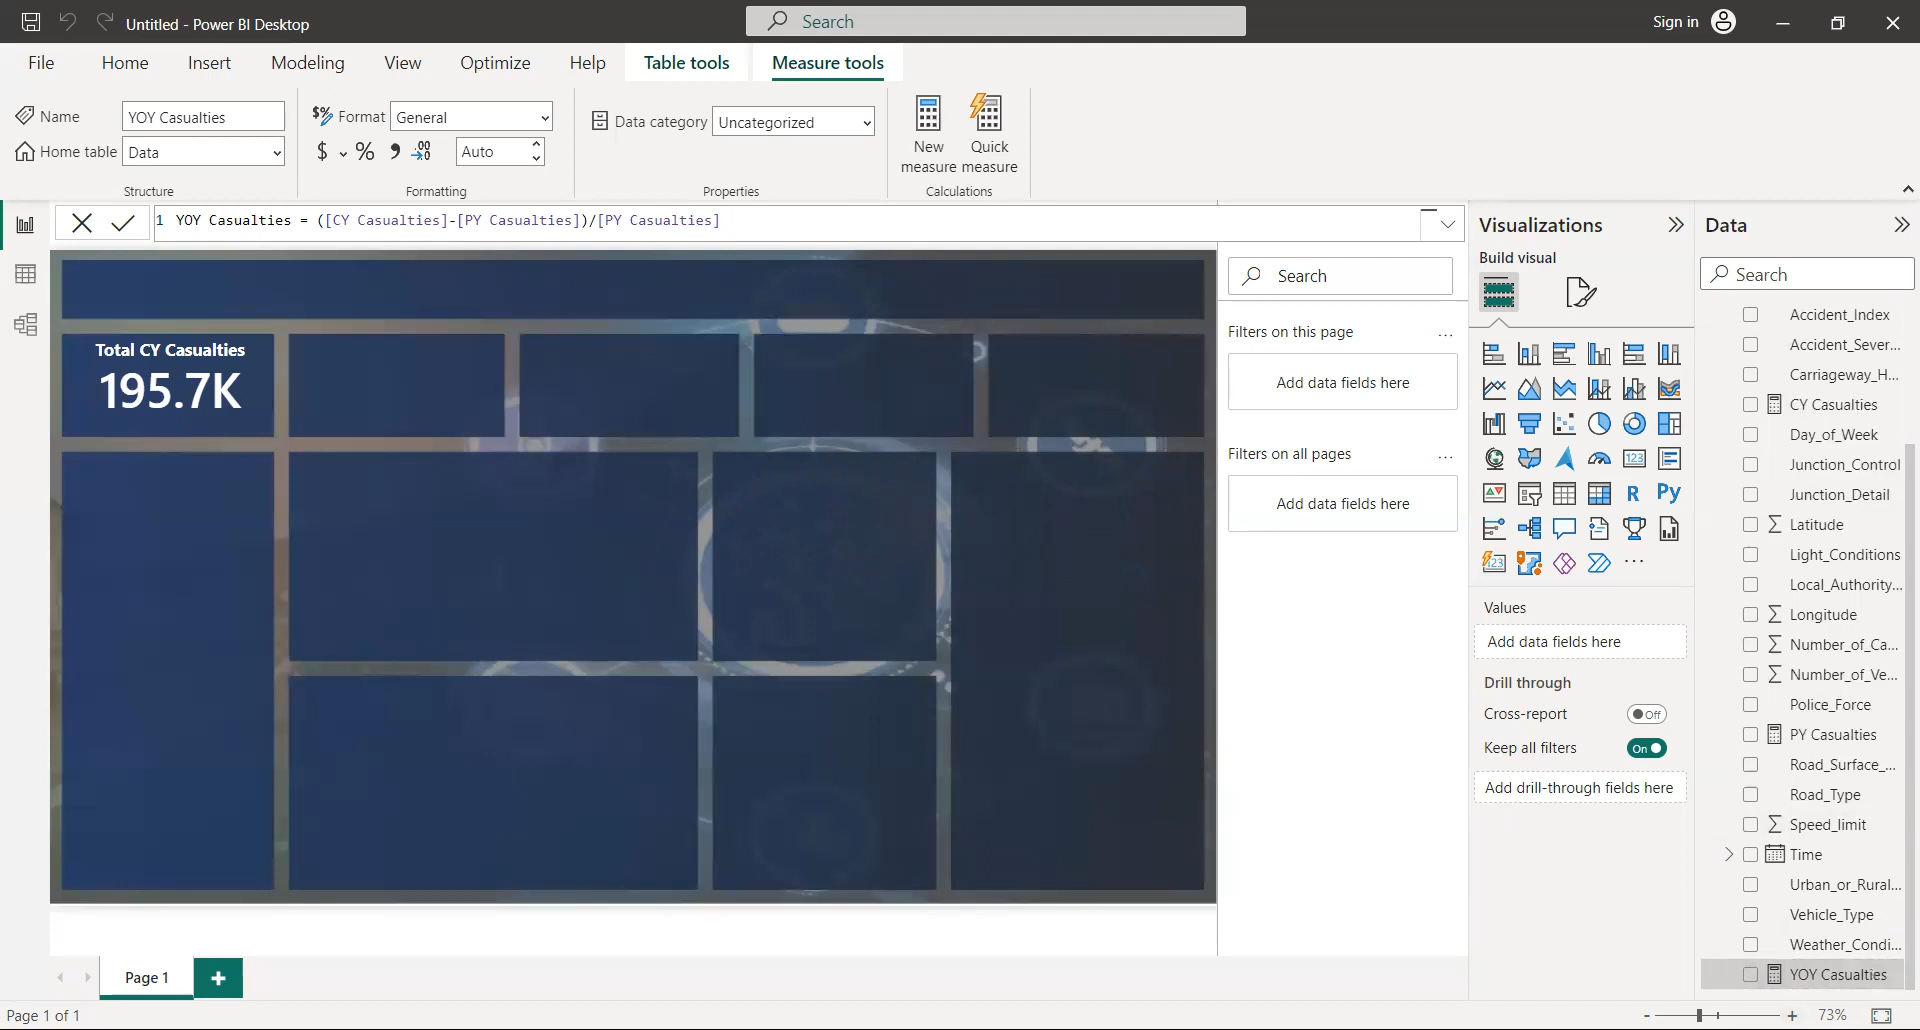 Untitled - Power BI Desktop
Search
Sign in
File Home Insert Modeling View Optimize Help Table tools Measure tools
Name YOY Casualties
Home table Data
Structure
Format General
$ % , .00 Auto
Formatting
Data category Uncategorized
Properties
New measure
Quick measure
Calculations
1 YOY Casualties = ([CY Casualties]-[PY Casualties])/[PY Casualties]
Total CY Casualties
195.7K
Search
Filters on this page ...
Add data fields here
Filters on all pages ...
Add data fields here
Visualizations
Build visual
123
R Py
123
...
Values
Add data fields here
Drill through
Cross-report Off
Keep all filters On
Add drill-through fields here
Data
Search
Accident_Index
Accident_Sever...
Carriageway_H...
CY Casualties
Day_of_Week
Junction_Control
Junction_Detail
Latitude
Light_Conditions
Local_Authority...
Longitude
Number_of_Ca...
Number_of_Ve...
Police_Force
PY Casualties
Road_Surface_...
Road_Type
Speed_limit
Time
Urban_or_Rural...
Vehicle_Type
Weather_Condi...
YOY Casualties
Page 1
Page 1 of 1
- + 73%